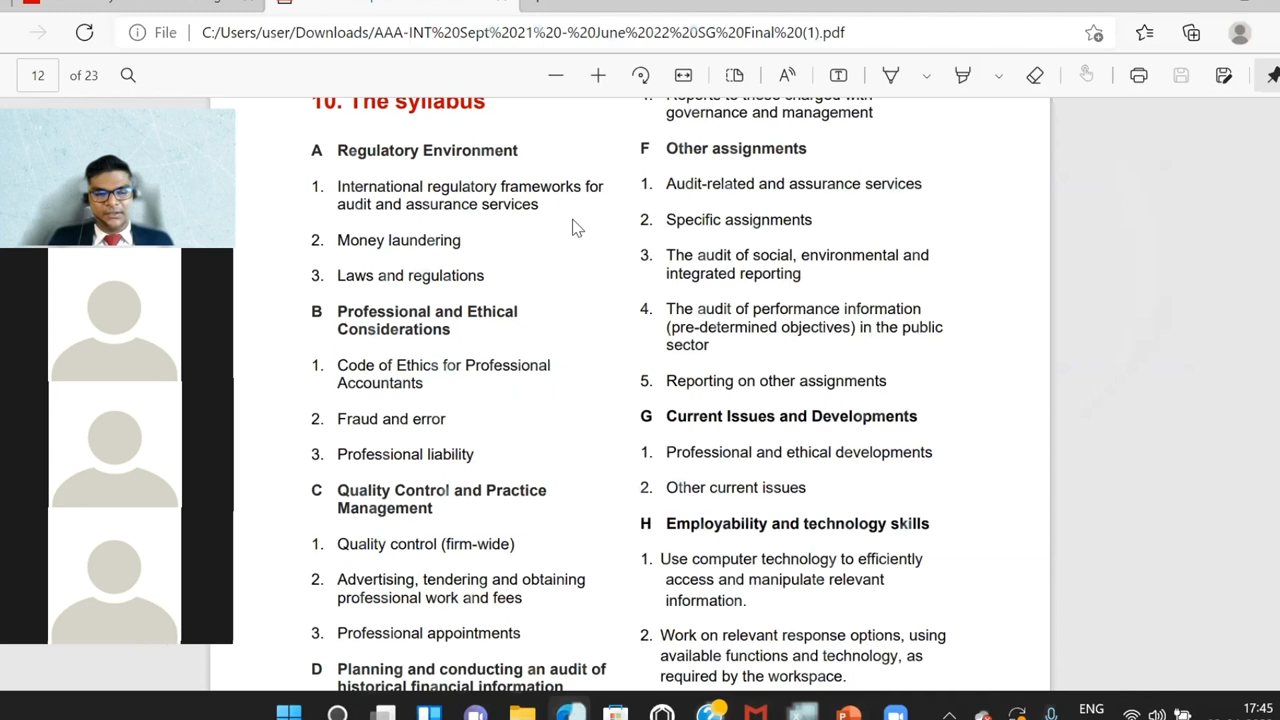 File
C:/Users/user/Downloads/AAA-INT%20Sept%2021%20-%20June%2022%20SG%20Final%20(1).pdf
12
of 23
10. The syllabus
A Regulatory Environment
1. International regulatory frameworks for
audit and assurance services
2. Money laundering
3. Laws and regulations
B Professional and Ethical
Considerations
1. Code of Ethics for Professional
Accountants
2. Fraud and error
3. Professional liability
C Quality Control and Practice
Management
1. Quality control (firm-wide)
2. Advertising, tendering and obtaining
professional work and fees
3. Professional appointments
D Planning and conducting an audit of
historical financial information
governance and management
F Other assignments
1. Audit-related and assurance services
2. Specific assignments
3. The audit of social, environmental and
integrated reporting
4. The audit of performance information
(pre-determined objectives) in the public
sector
5. Reporting on other assignments
G Current Issues and Developments
1. Professional and ethical developments
2. Other current issues
H Employability and technology skills
1. Use computer technology to efficiently
access and manipulate relevant
information.
2. Work on relevant response options, using
available functions and technology, as
required by the workspace.
ENG
17:45